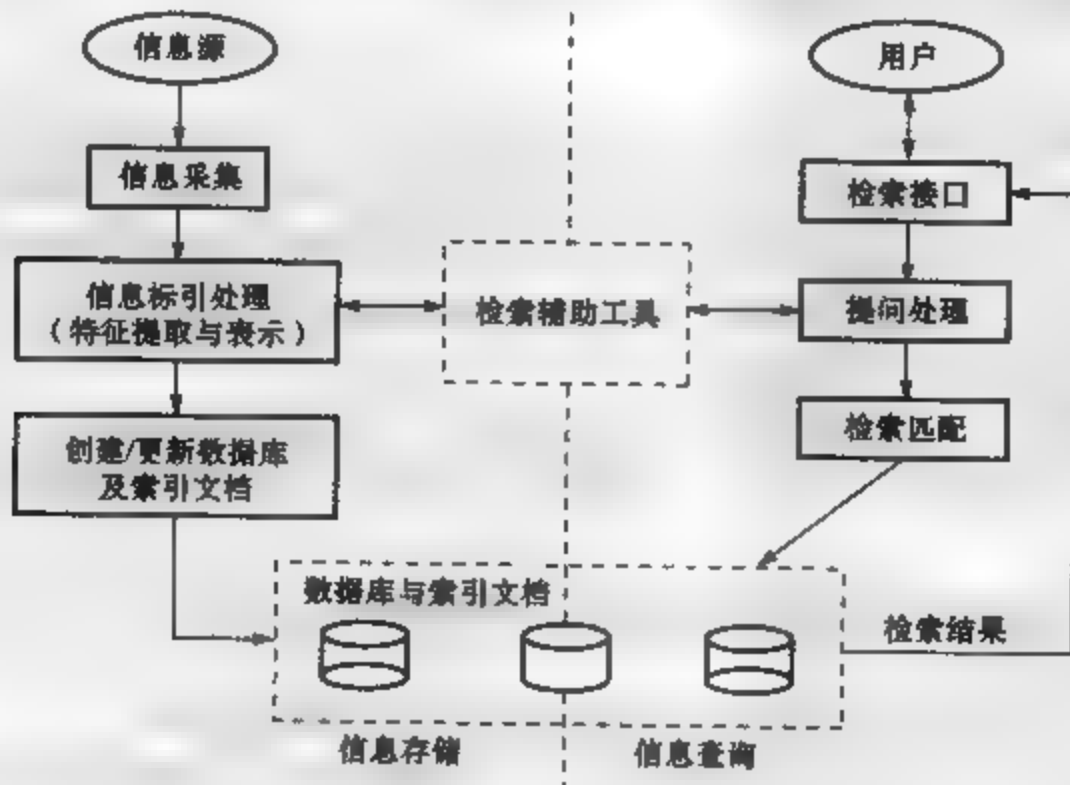 信息源
用户
信息采集
检索接口
信息标引处理
(特征提取与表示)
检索辅助工具
提问处理
创建/更新数据库
及索引文档
检索匹配
数据库与索引文档
检索结果
信息存储
信息查询